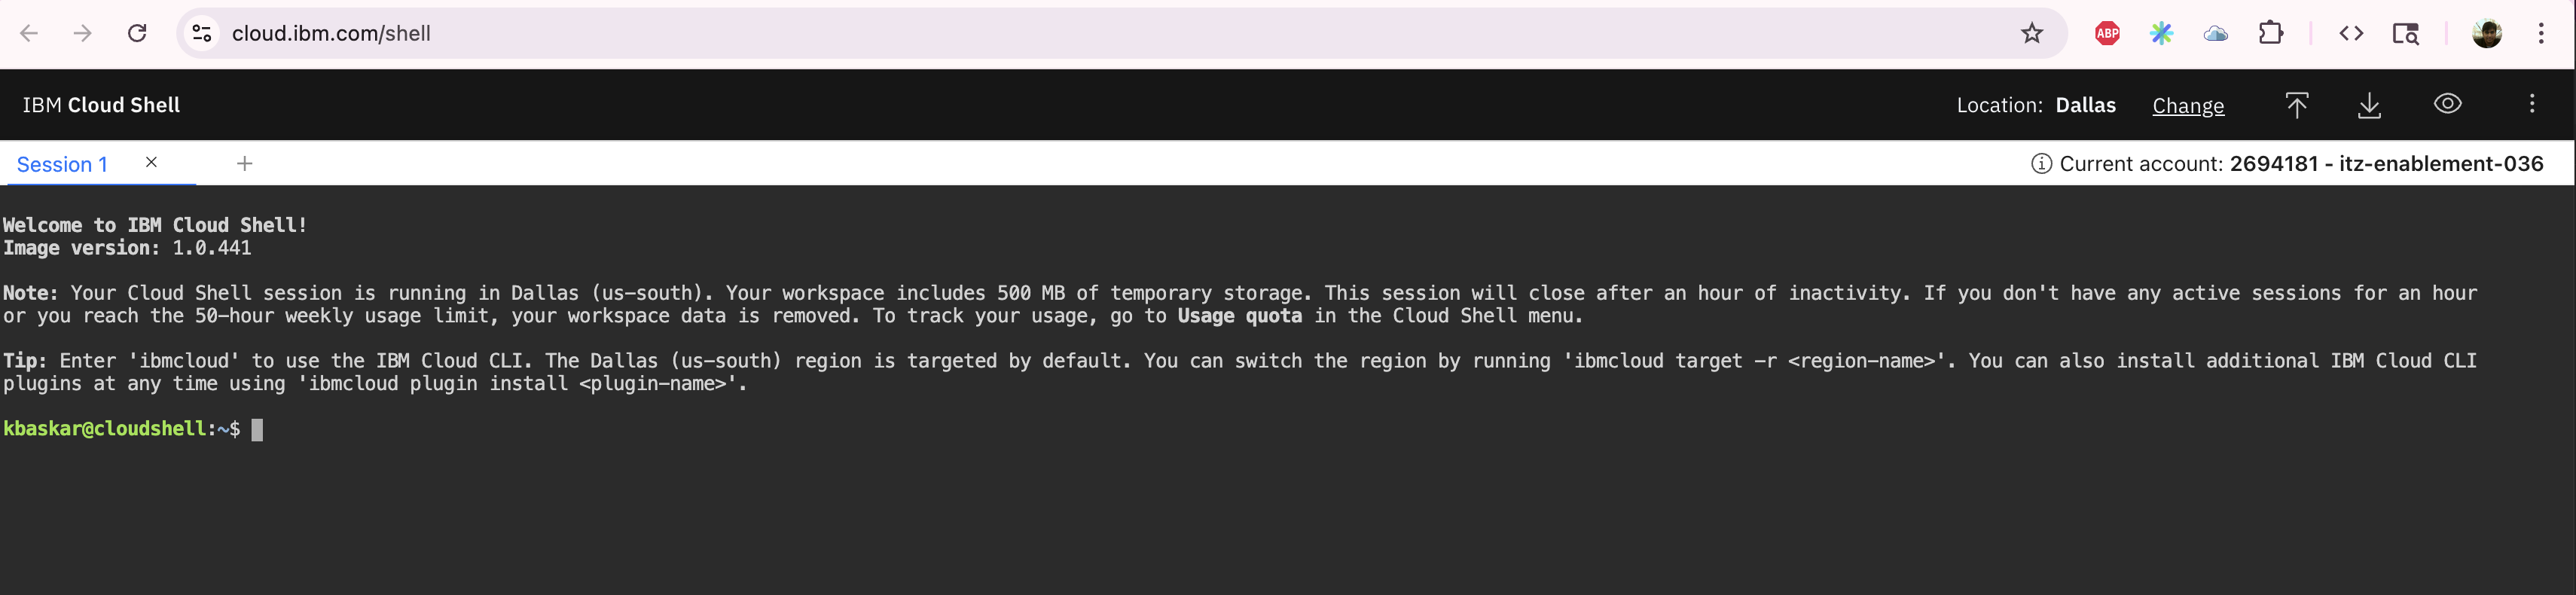 cloud.ibm.com/shell
ABP
IBM Cloud Shell
Location: Dallas Change
Session 1
Current account: 2694181 - itz-enablement-036
Welcome to IBM Cloud Shell!
Image version: 1.0.441
Note: Your Cloud Shell session is running in Dallas (us-south). Your workspace includes 500 MB of temporary storage. This session will close after an hour of inactivity. If you don't have any active sessions for an hour
or you reach the 50-hour weekly usage limit, your workspace data is removed. To track your usage, go to Usage quota in the Cloud Shell menu.
Tip: Enter 'ibmcloud' to use the IBM Cloud CLI. The Dallas (us-south) region is targeted by default. You can switch the region by running 'ibmcloud target -r <region-name>'. You can also install additional IBM Cloud CLI
plugins at any time using 'ibmcloud plugin install <plugin-name>'.
kbaskar@cloudshell:~$